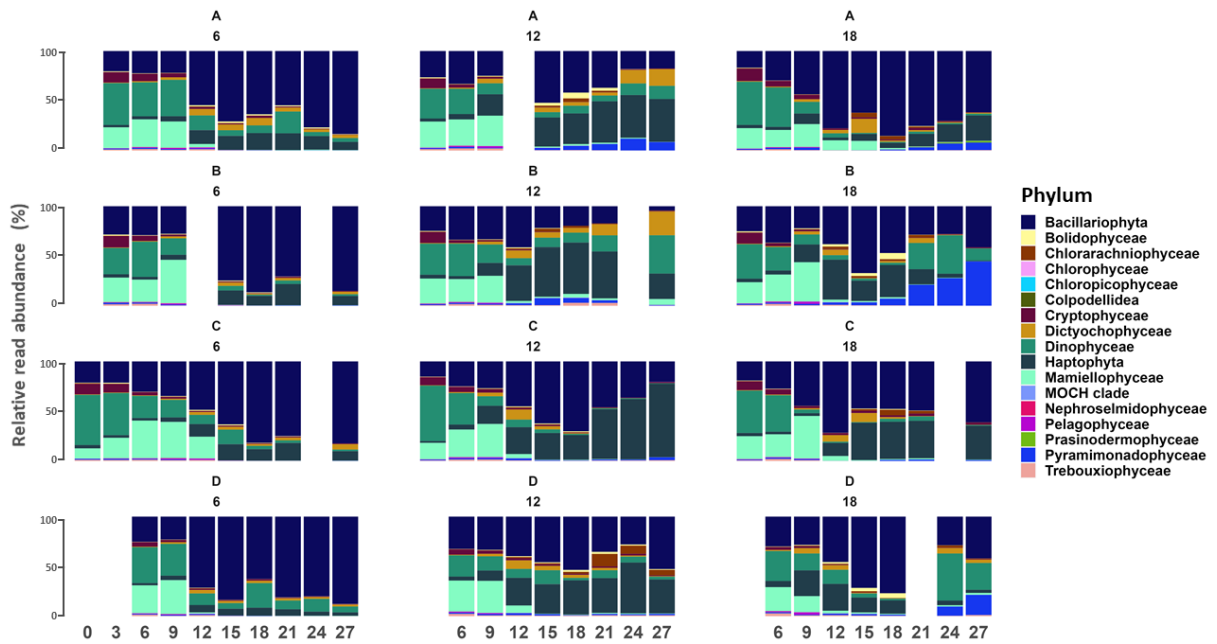 A A A
6 12 18
100
50
0
B B B
6 12 18
100
50
0
C C C
6 12 18
100
50
0
D D D
6 12 18
100
50
0
0 3 6 9 12 15 18 21 24 27 6 9 12 15 18 21 24 27 6 9 12 15 18 21 24 27
Relative read abundance (%)
Phylum
Bacillariophyta
Bolidophyceae
Chlorarachniophyceae
Chlorophyceae
Chloropicophyceae
Colpodellidea
Cryptophyceae
Dictyochophyceae
Dinophyceae
Haptophyta
Mamiellophyceae
MOCH clade
Nephroselmidophyceae
Pelagophyceae
Prasinodermophyceae
Pyramimonadophyceae
Trebouxiophyceae